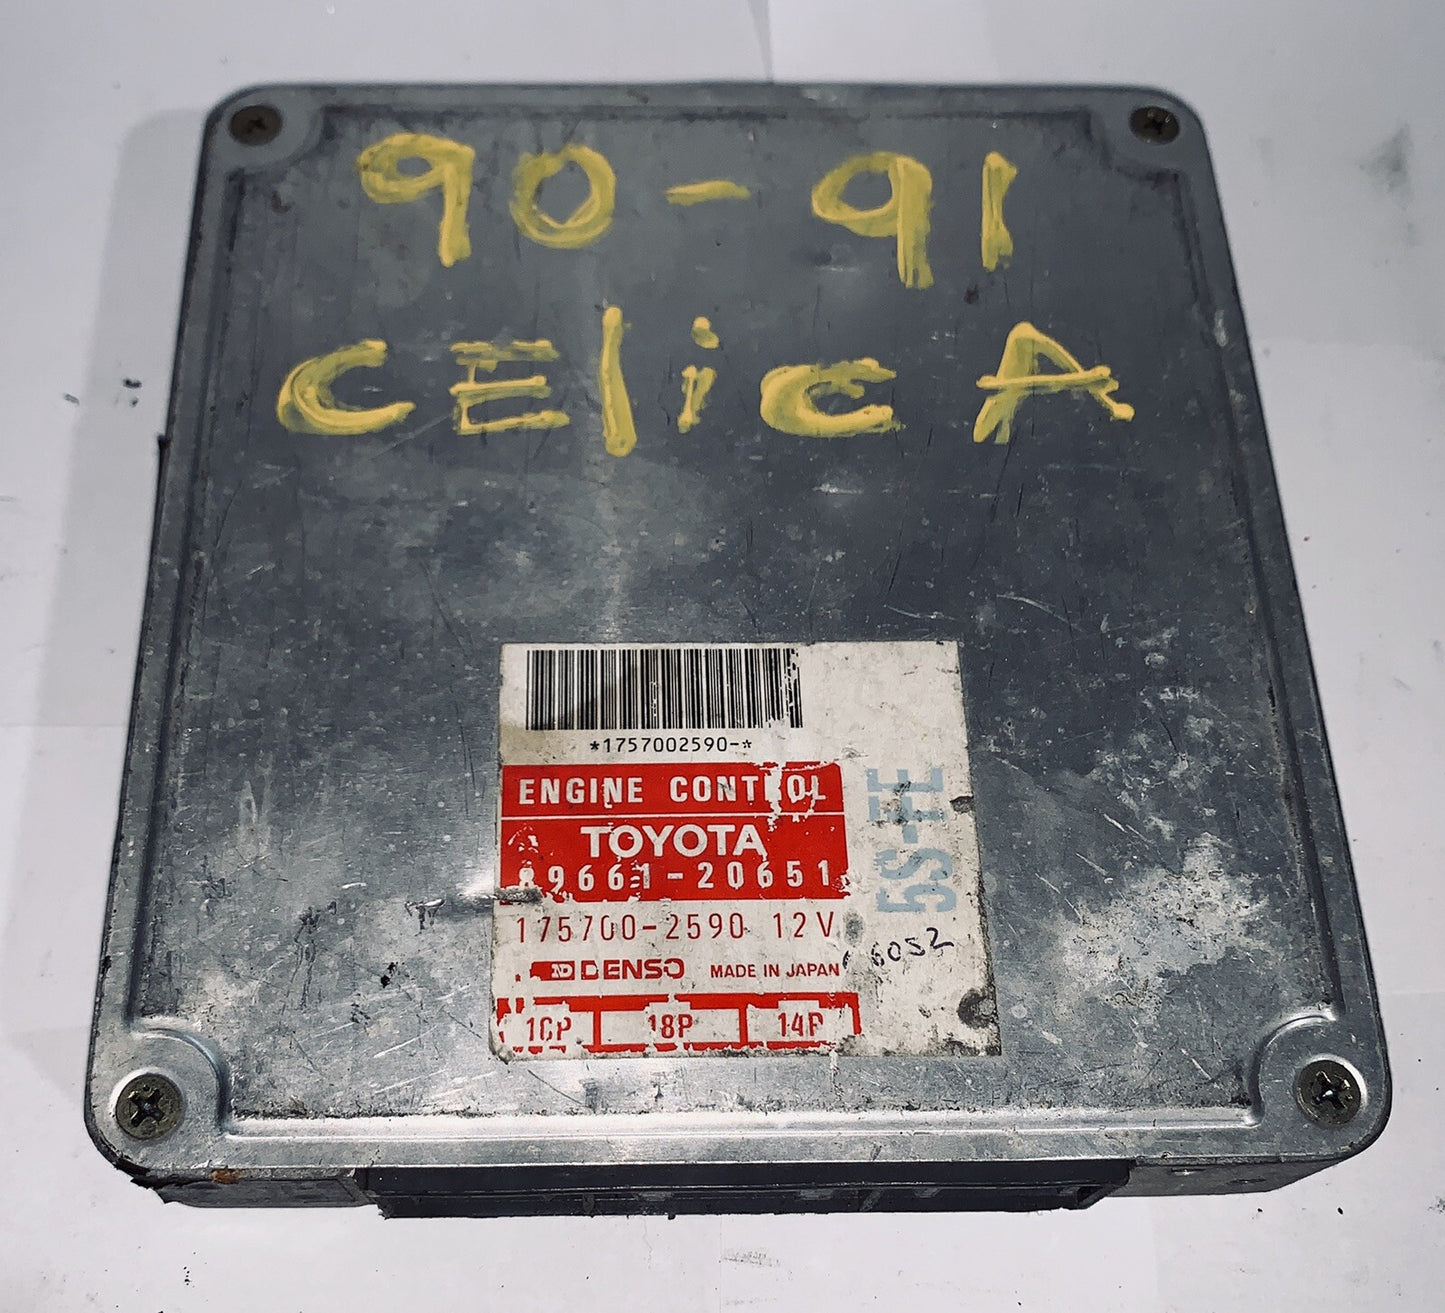 90-91
CElicA
*1757002590-*
ENGINE CONTROL
TOYOTA
89661-20651
175700-2590 12V
ND DENSO MADE IN JAPAN
10P 18P 14P
5S-FE
6052